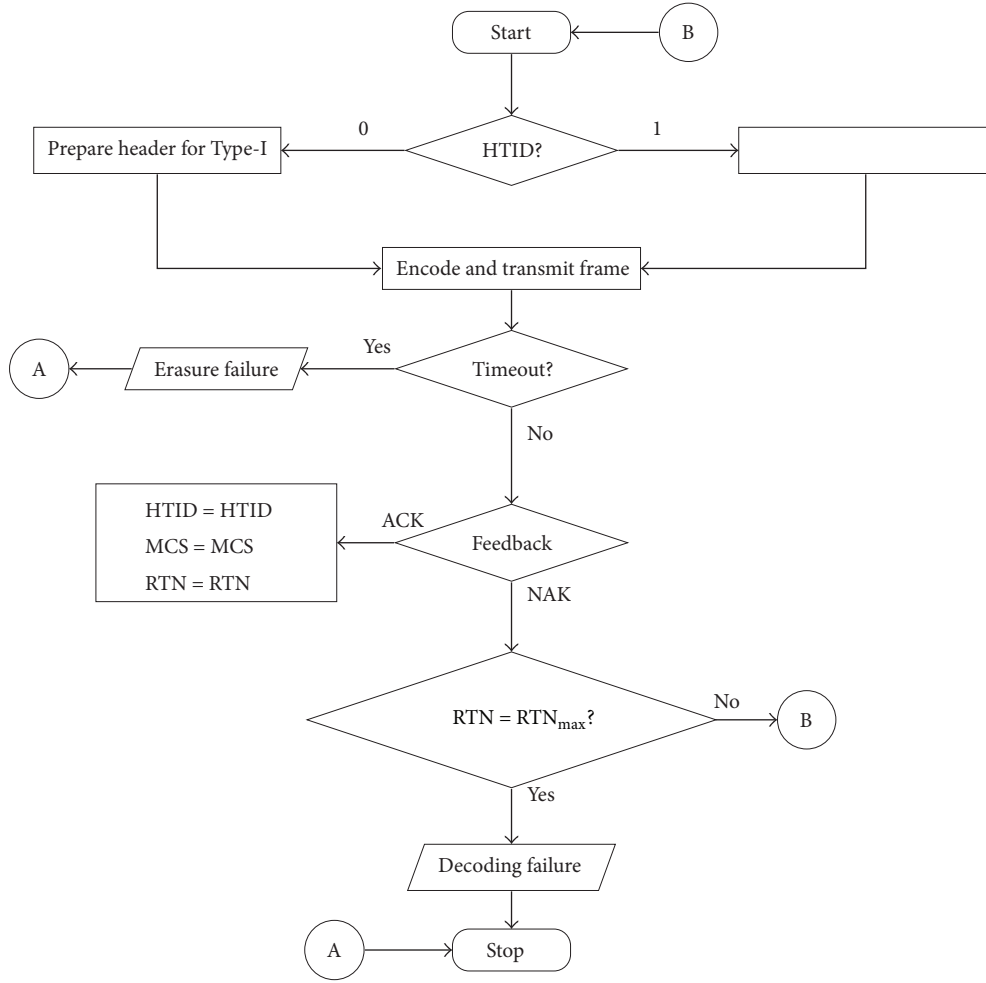 Start
B
0
HTID?
1
Prepare header for Type-I
Encode and transmit frame
A
Erasure failure
Yes
Timeout?
No
HTID = HTID
MCS = MCS
RTN = RTN
ACK
Feedback
NAK
RTN = RTNmax?
No
B
Yes
Decoding failure
A
Stop